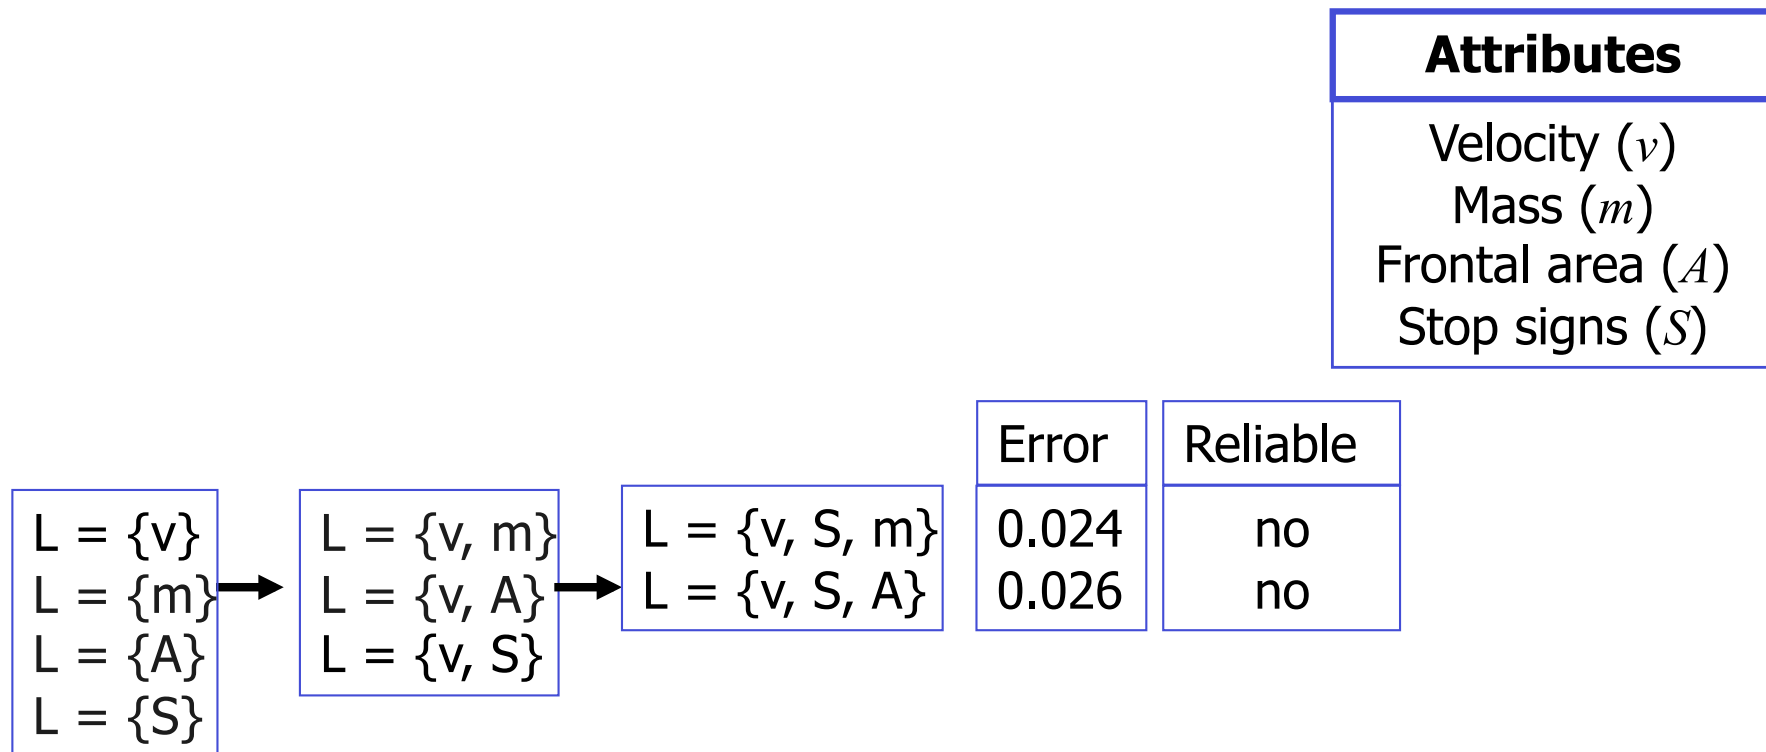 Attributes
Velocity (v)
Mass (m)
Frontal area (A)
Stop signs (S)
L = {v}
L = {m}
L = {A}
L = {S}
L = {v, m}
L = {v, A}
L = {v, S}
L = {v, S, m}
L = {v, S, A}
Error
0.024
0.026
Reliable
no
no